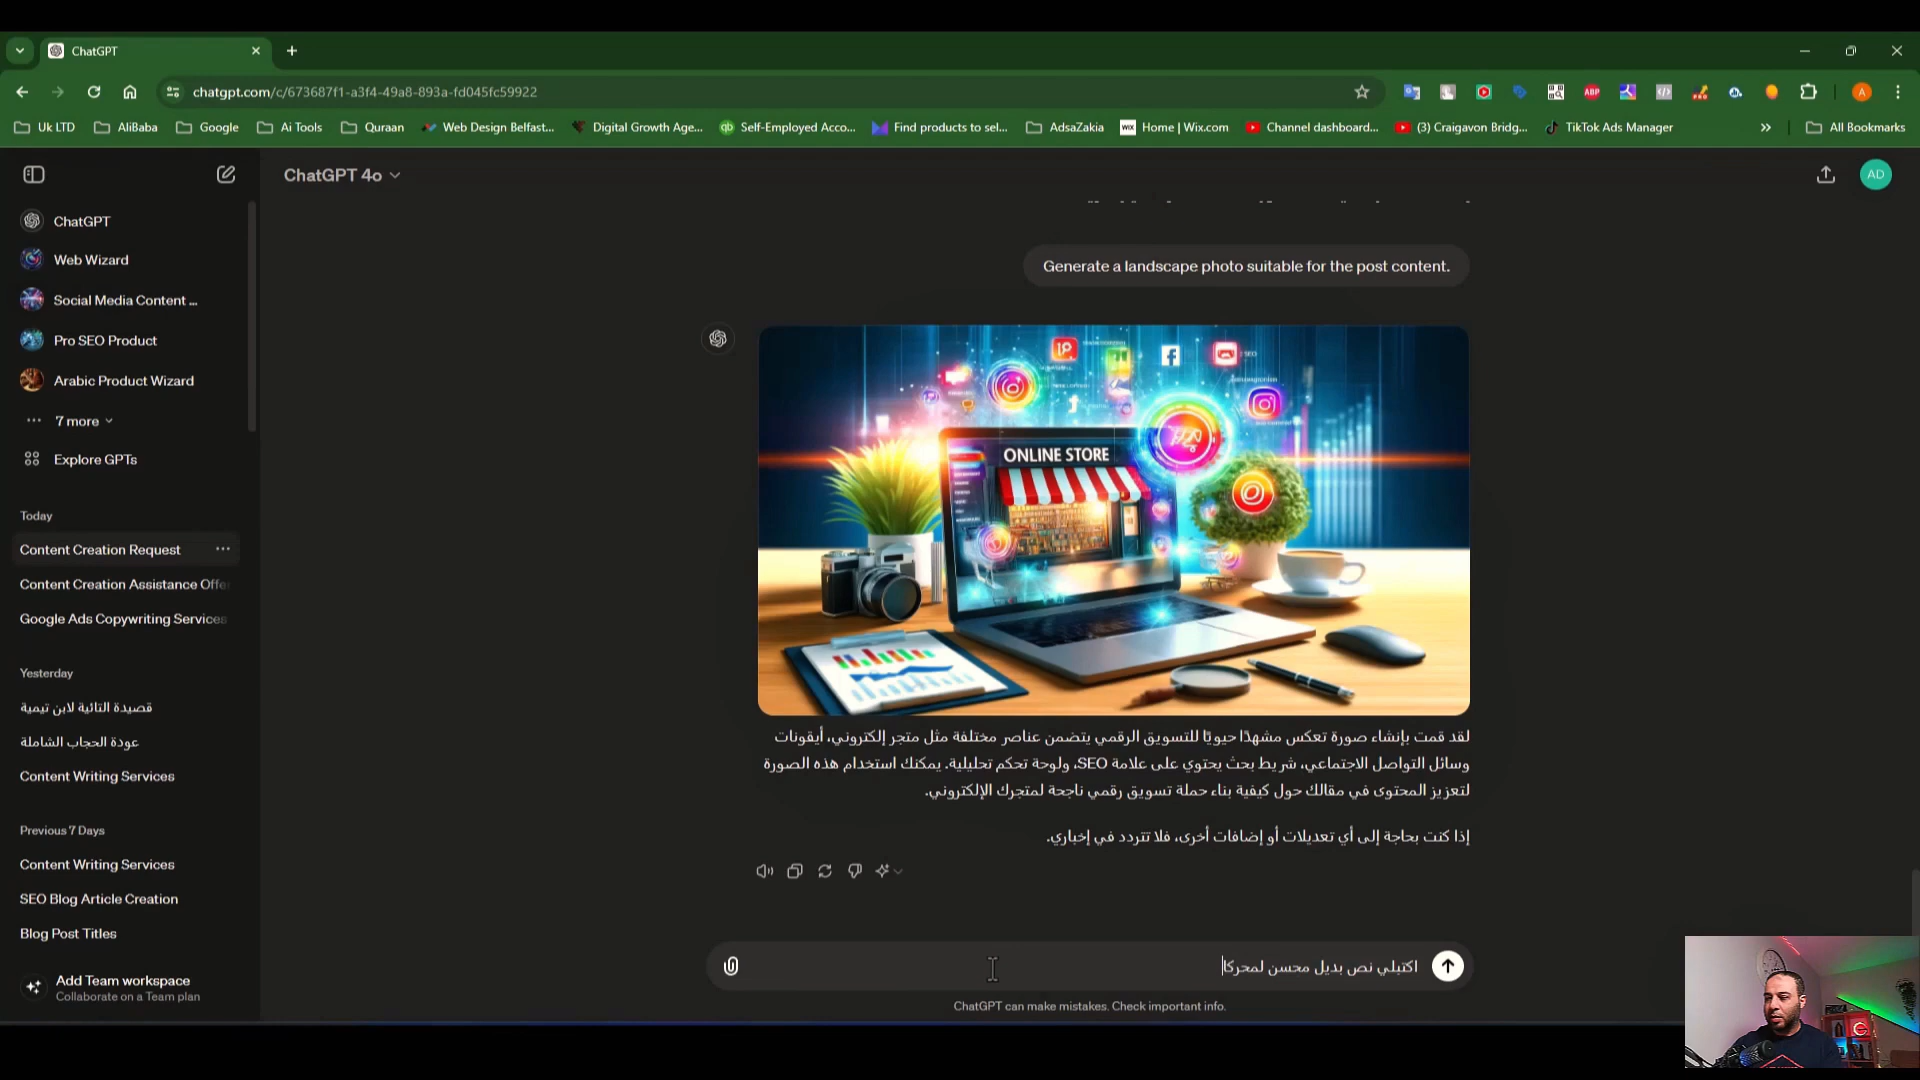 ChatGPT
chatgpt.com/c/673687f1-a3f4-49a8-893a-fd045fc59922
ABP
A
Uk LTD
AliBaba
Google
Ai Tools
Quraan
Web Design Belfast...
Digital Growth Age...
qb Self-Employed Acco...
Find products to sel...
AdsaZakia
WIX Home | Wix.com
Channel dashboard...
(3) Craigavon Bridg...
TikTok Ads Manager
All Bookmarks
ChatGPT 4o
AD
ChatGPT
Web Wizard
Social Media Content ...
Pro SEO Product
Arabic Product Wizard
7 more
Explore GPTs
Today
Content Creation Request
Content Creation Assistance Offe
Google Ads Copywriting Services
Yesterday
قصيدة التائية لابن تيمية
عودة الحجاب الشاملة
Content Writing Services
Previous 7 Days
Content Writing Services
SEO Blog Article Creation
Blog Post Titles
Add Team workspace
Collaborate on a Team plan
Generate a landscape photo suitable for the post content.
SEO
ONLINE STORE
لقد قمت بإنشاء صورة تعكس مشهدًا حيويًا للتسويق الرقمي يتضمن عناصر مختلفة مثل متجر إلكتروني، أيقونات
وسائل التواصل الاجتماعي، شريط بحث يحتوي على علامة SEO، ولوحة تحكم تحليلية. يمكنك استخدام هذه الصورة
لتعزيز المحتوى في مقالك حول كيفية بناء حملة تسويق رقمي ناجحة لمتجرك الإلكتروني.
إذا كنت بحاجة إلى أي تعديلات أو إضافات أخرى، فلا تتردد في إخباري.
اكتبلي نص بديل محسن لمحركا
ChatGPT can make mistakes. Check important info.